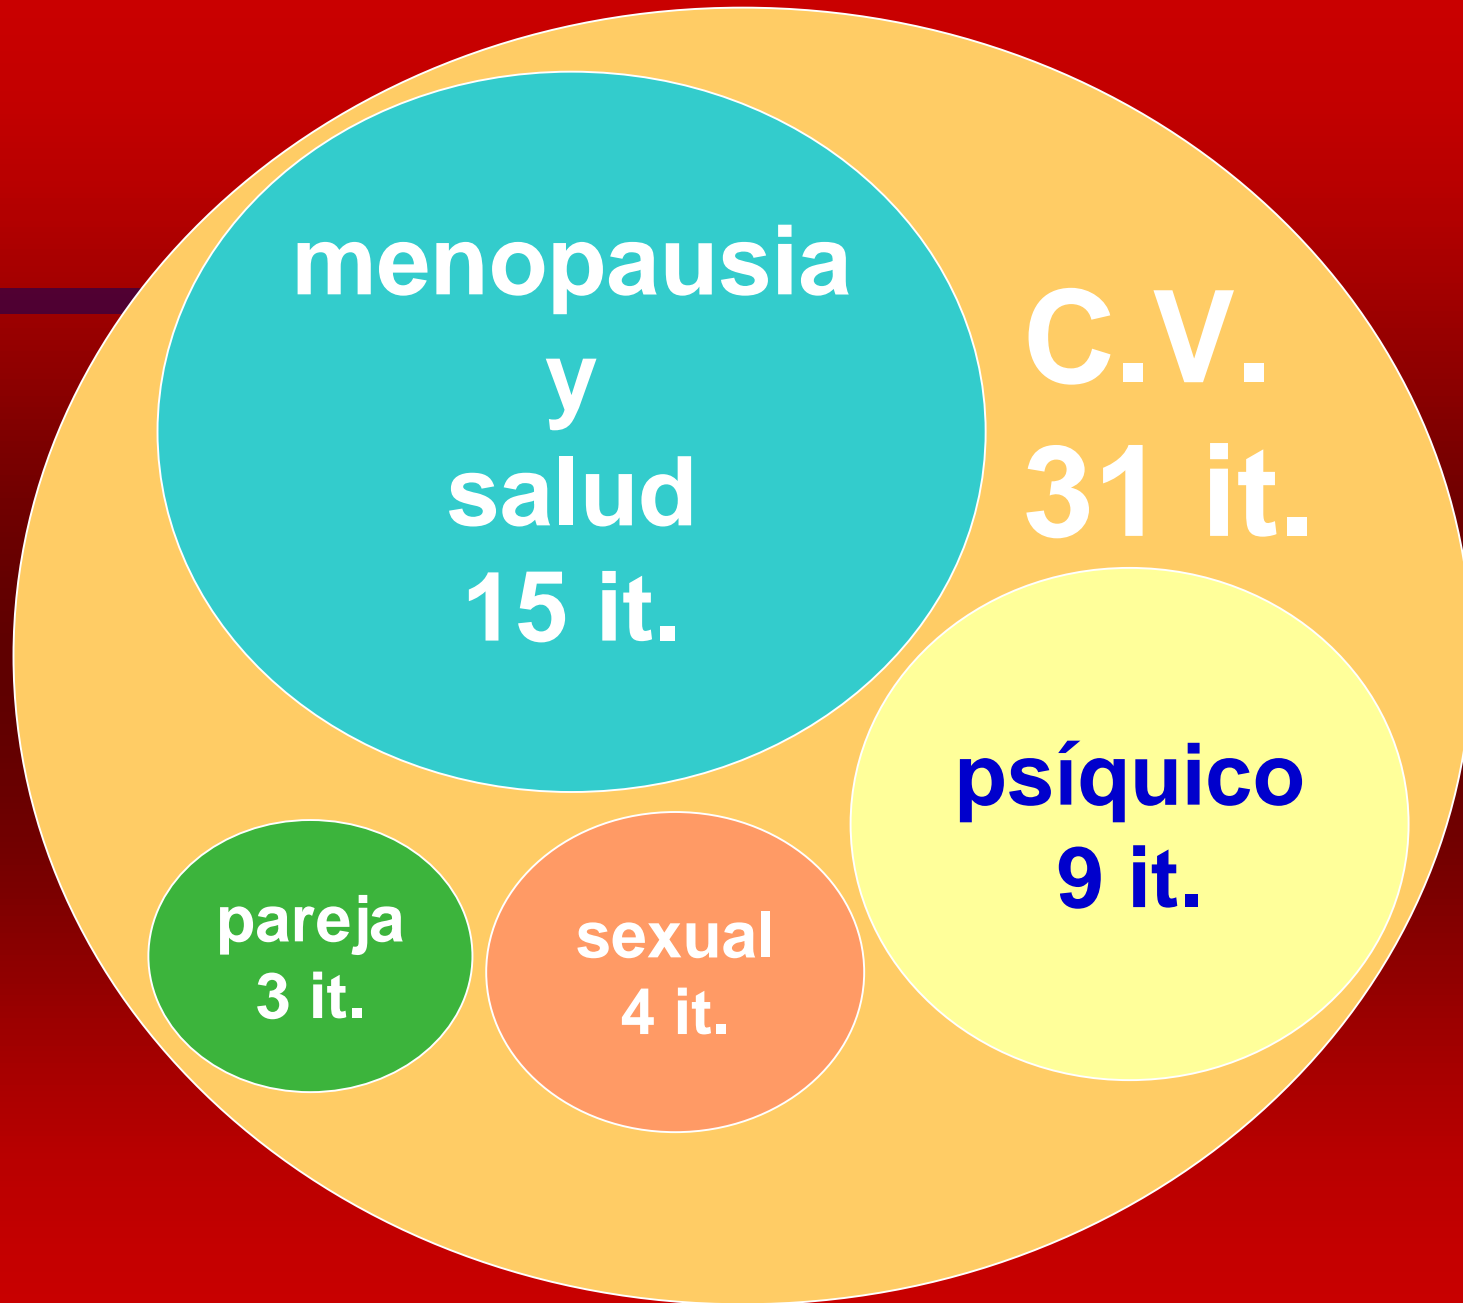 menopausia
y
salud
15 it.
C.V.
31 it.
psíquico
9 it.
pareja
3 it.
sexual
4 it.